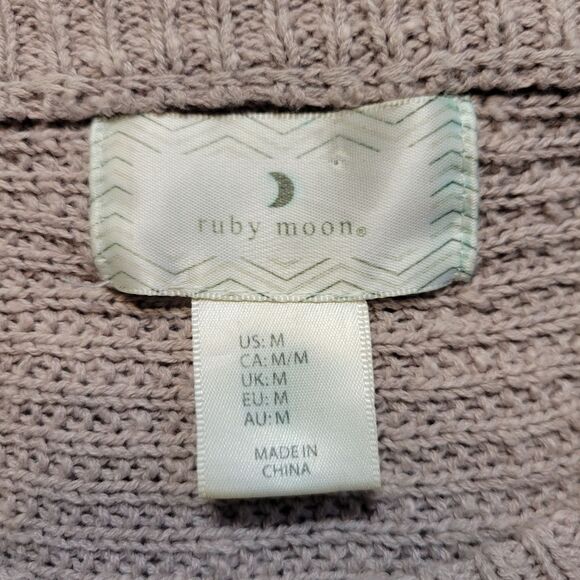 ruby moon®
US: M
CA: M/M
UK: M
EU: M
AU: M
MADE IN
CHINA